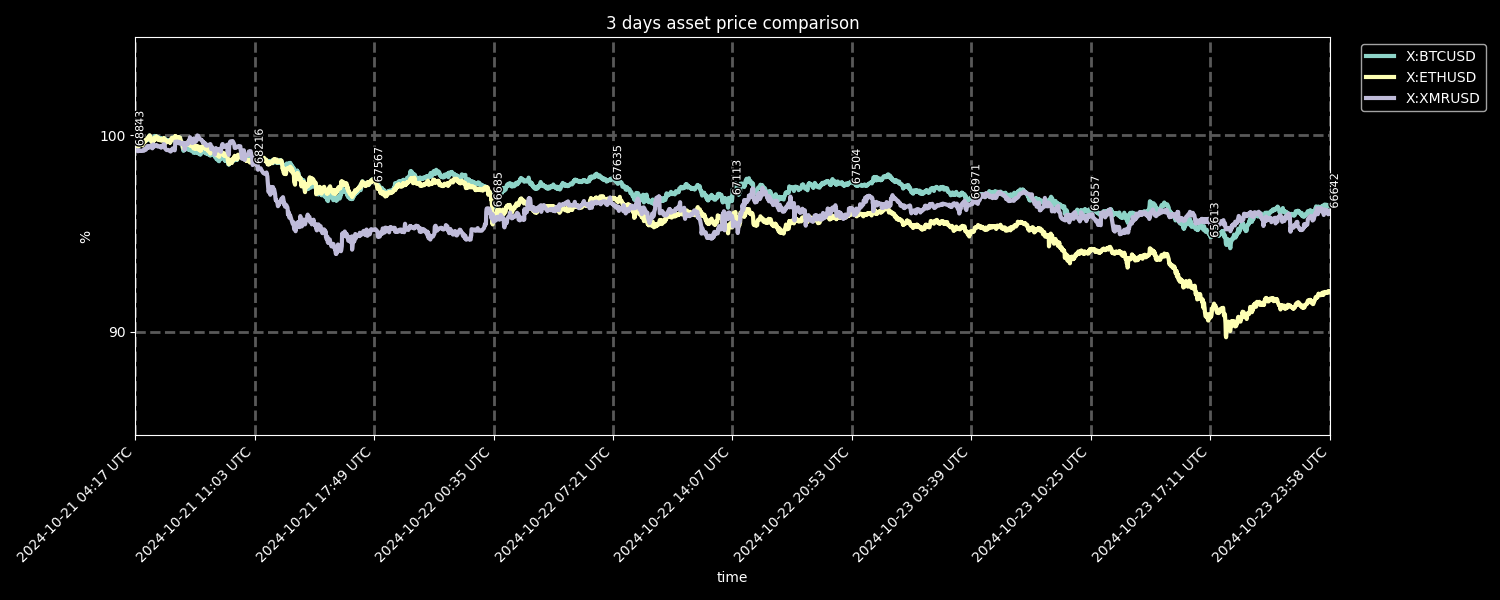 3 days asset price comparison
X:BTCUSD
X:ETHUSD
X:XMRUSD
%
100
90
68843
68216
67567
66685
67635
67113
67504
66971
66557
65513
66642
2024-10-21 04:17 UTC
2024-10-21 11:03 UTC
2024-10-21 17:49 UTC
2024-10-22 00:35 UTC
2024-10-22 07:21 UTC
2024-10-22 14:07 UTC
2024-10-22 20:53 UTC
2024-10-23 03:39 UTC
2024-10-23 10:25 UTC
2024-10-23 17:11 UTC
2024-10-23 23:58 UTC
time